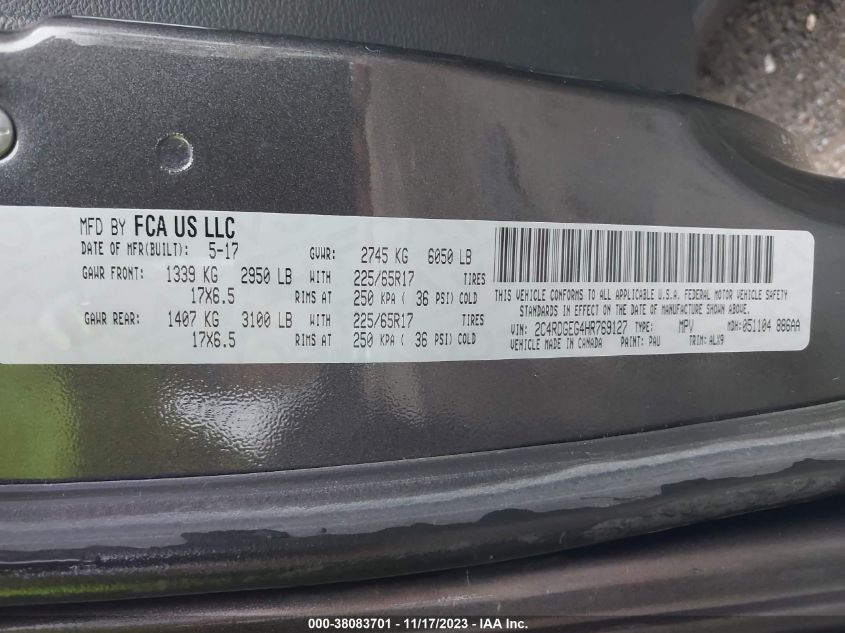 MFD BY FCA US LLC
DATE OF MFR(BUILT): 5-17 GVWR: 2745 KG 6050 LB
GAWR FRONT: 1339 KG 2950 LB WITH 225/65R17 TIRES
17X6.5 RIMS AT 250 KPA ( 36 PSI) COLD
GAWR REAR: 1407 KG 3100 LB WITH 225/65R17 TIRES
17X6.5 RIMS AT 250 KPA ( 36 PSI) COLD
THIS VEHICLE CONFORMS TO ALL APPLICABLE U.S.A. FEDERAL MOTOR VEHICLE SAFETY
STANDARDS IN EFFECT ON THE DATE OF MANUFACTURE SHOWN ABOVE.
VIN: 2C4RDGEG4HR769127 TYPE: MPV MDH:051104 886AA
VEHICLE MADE IN CANADA PAINT: PAU TRIM: ALX9
000-38083701 - 11/17/2023 - IAA Inc.